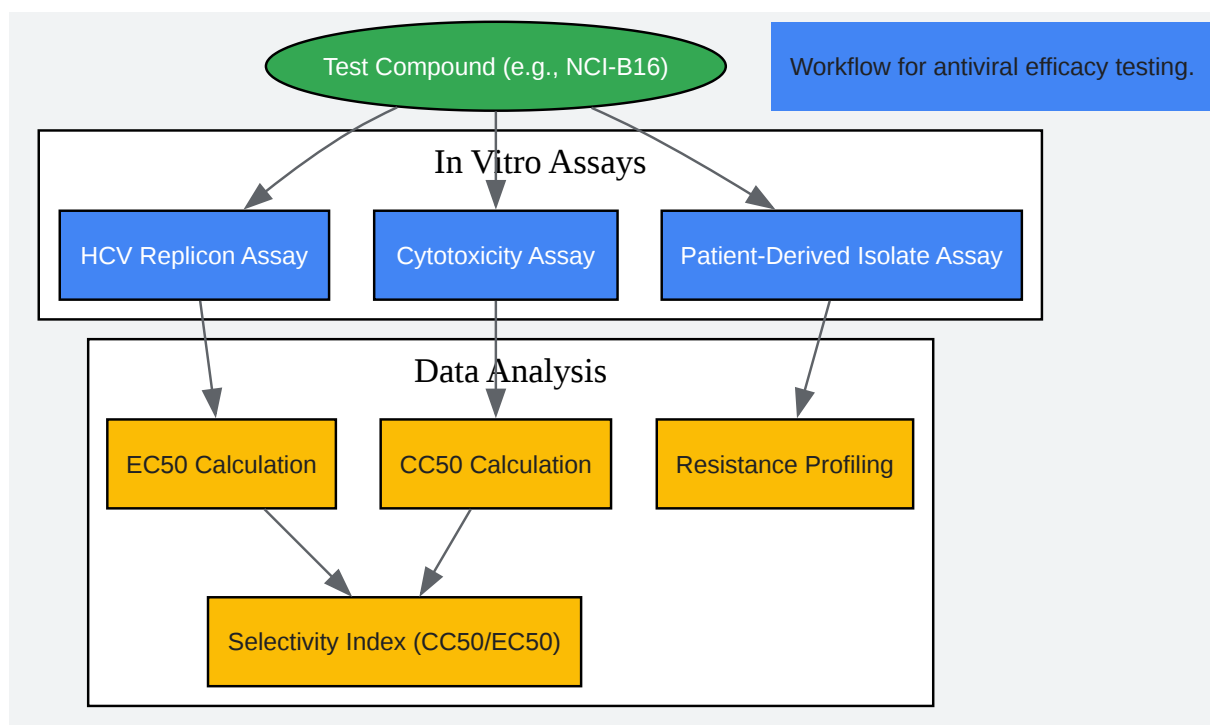 Test Compound (e.g., NCI-B16)
Workflow for antiviral efficacy testing.
In Vitro Assays
HCV Replicon Assay
Cytotoxicity Assay
Patient-Derived Isolate Assay
Data Analysis
EC50 Calculation
CC50 Calculation
Resistance Profiling
Selectivity Index (CC50/EC50)